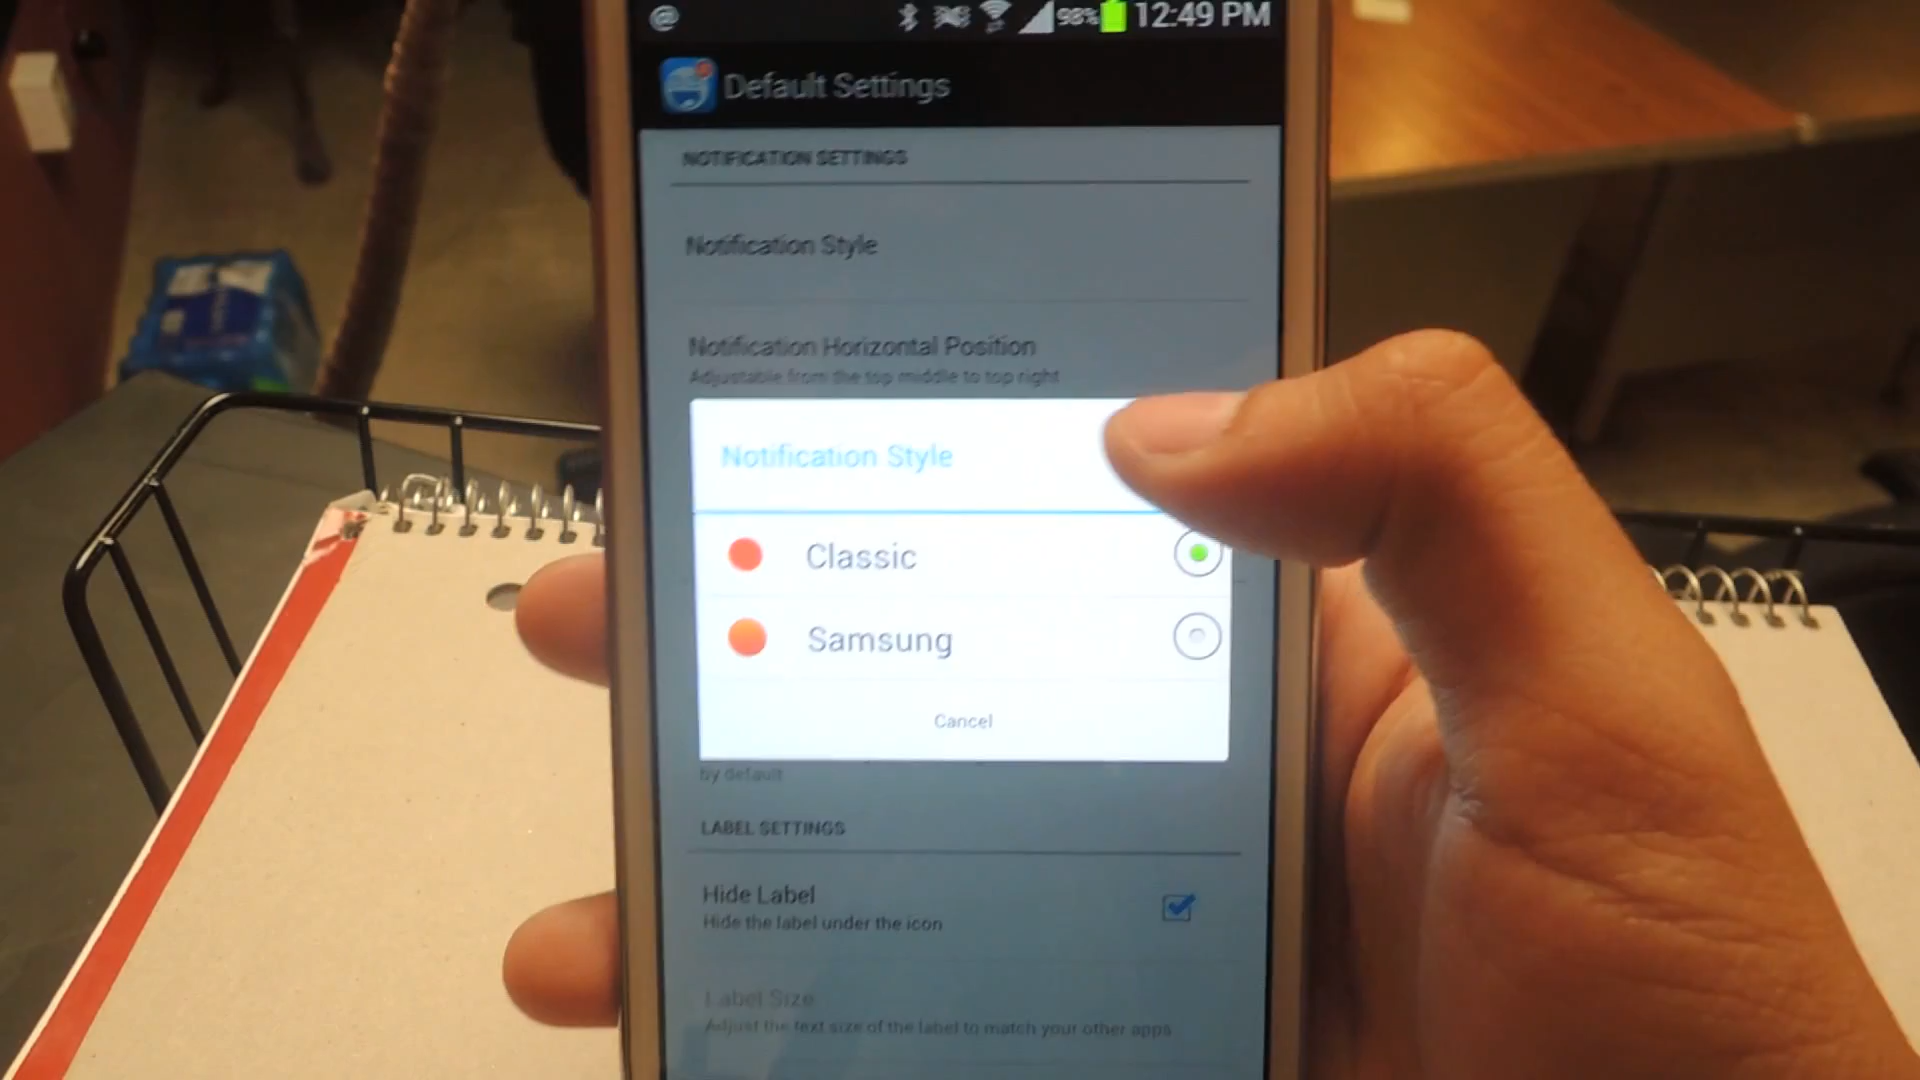 @ 98% 12:49 PM
Default Settings
NOTIFICATION SETTINGS
Notification Style
Notification Horizontal Position
Adjustable from the top middle to top right
Notification Style
Classic
Samsung
Cancel
by default
LABEL SETTINGS
Hide Label
Hide the label under the icon
Label Size
Adjust the text size of the label to match your other apps